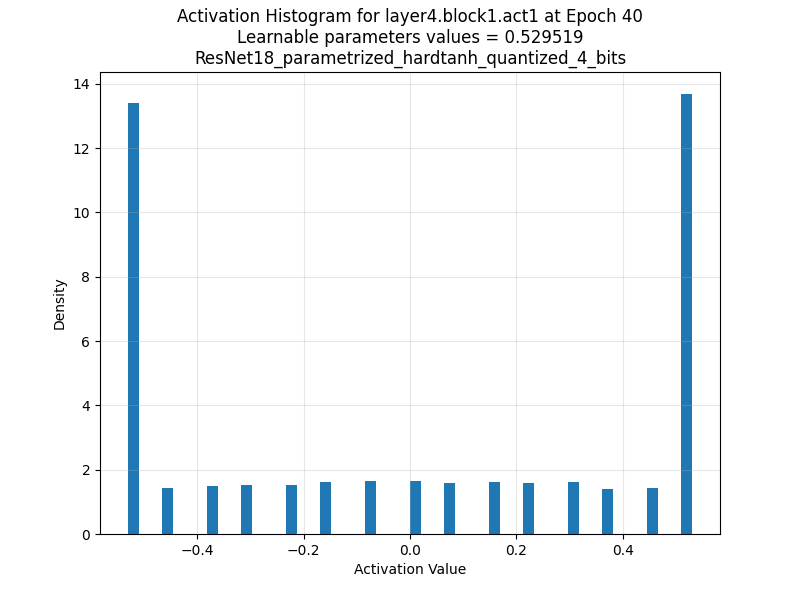 Activation Histogram for layer4.block1.act1 at Epoch 40
Learnable parameters values = 0.529519
ResNet18_parametrized_hardtanh_quantized_4_bits
14
12
10
8
6
4
2
0
Density
−0.4 −0.2 0.0 0.2 0.4
Activation Value